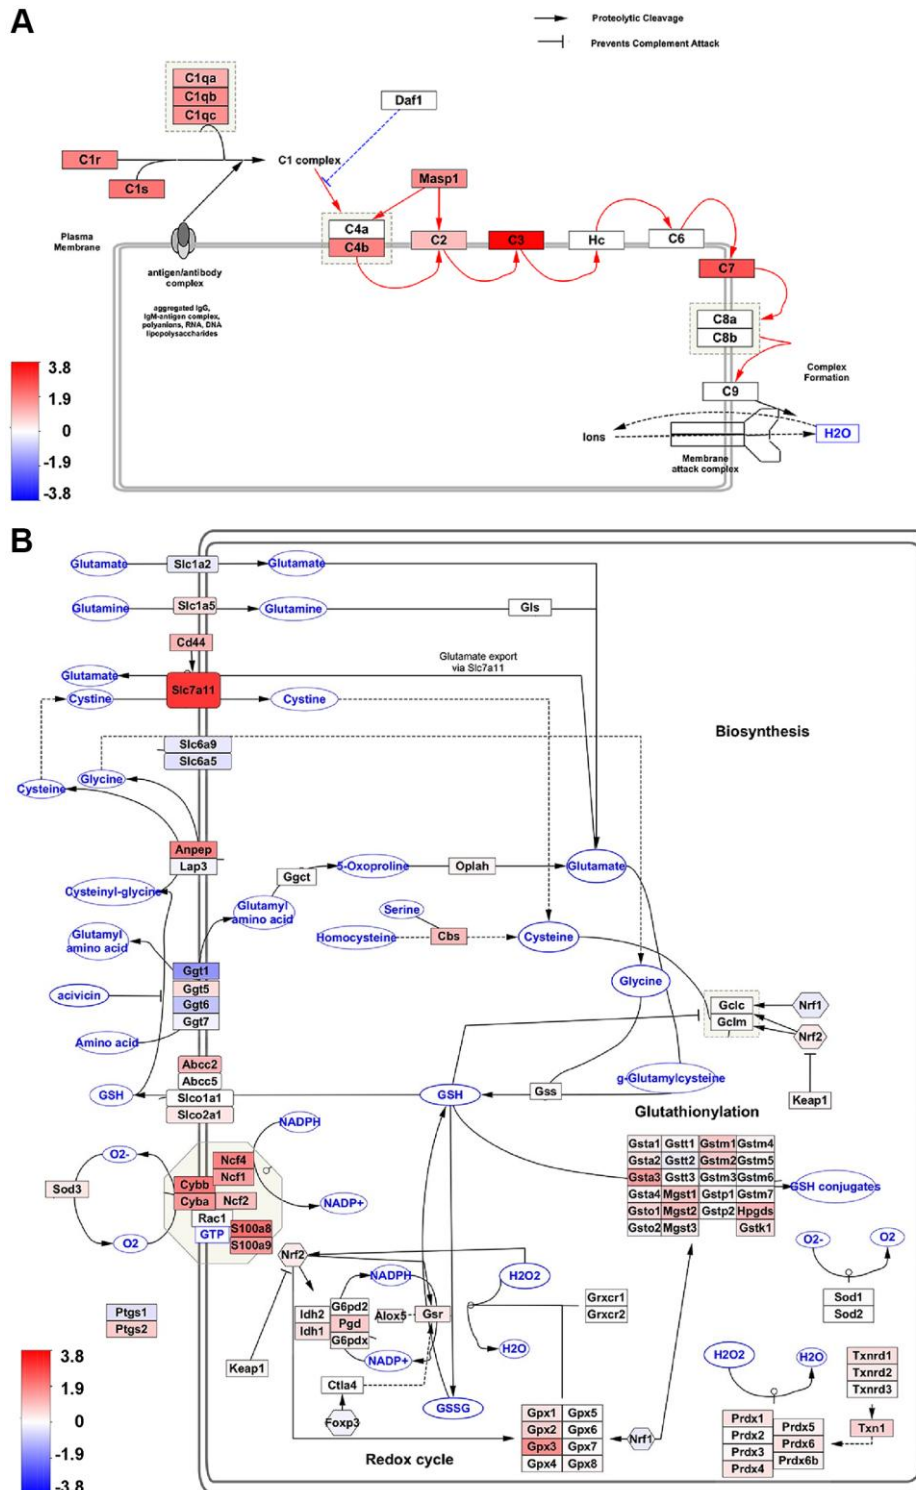 A
Proteolytic Cleavage
Prevents Complement Attack
C1qa
C1qb
C1qc
Daf1
C1r
C1s
C1 complex
Masp1
Plasma
Membrane
C4a
C4b
C2
C3
Hc
C6
C7
antigen/antibody
complex
aggregated IgG,
IgM-antigen complex,
polyanions, RNA, DNA
lipopolysaccharides
C8a
C8b
Complex
Formation
C9
Ions
H2O
Membrane
attack complex
3.8
1.9
0
-1.9
-3.8
B
Glutamate
Slc1a2
Glutamate
Glutamine
Slc1a5
Glutamine
Gls
Cd44
Glutamate export
via Slc7a11
Glutamate
Slc7a11
Cystine
Cystine
Biosynthesis
Slc6a9
Slc6a5
Cysteine
Glycine
Anpep
Lap3
Ggct
5-Oxoproline
Oplah
Glutamate
Cysteinyl-glycine
Glutamyl
amino acid
Serine
Homocysteine
Cbs
Cysteine
Glutamyl
amino acid
Ggt1
Ggt5
Ggt6
Ggt7
acivicin
Amino acid
Glycine
Gclc
Gclm
Nrf1
Nrf2
Keap1
Abcc2
Abcc5
Slco1a1
Slco2a1
GSH
GSH
Gss
g-Glutamylcysteine
Glutathionylation
NADPH
O2-
Ncf4
Ncf1
Cybb
Cyba
Ncf2
Rac1
GTP
S100a8
S100a9
Sod3
O2
NADP+
Gsta1 Gstt1 Gstm1 Gstm4
Gsta2 Gstt2 Gstm2 Gstm5
Gsta3 Gstt3 Gstm3 Gstm6
Gsta4 Mgst1 Gstp1 Gstm7
Gsto1 Mgst2 Gstp2 Hpgds
Gsto2 Mgst3 Gstk1
GSH conjugates
O2-
O2
Sod1
Sod2
Nrf2
NADPH
H2O2
Ptgs1
Ptgs2
Idh2
Idh1
G6pd2
Pgd
G6pdx
Alox5
Gsr
Grxcr1
Grxcr2
H2O
Keap1
NADP+
Ctla4
Foxp3
GSSG
H2O2
H2O
Txnrd1
Txnrd2
Txnrd3
Txn1
Gpx1 Gpx5
Gpx2 Gpx6
Gpx3 Gpx7
Gpx4 Gpx8
Nrf1
Prdx1
Prdx2
Prdx3
Prdx4
Prdx5
Prdx6
Prdx6b
Redox cycle
3.8
1.9
0
-1.9
-3.8